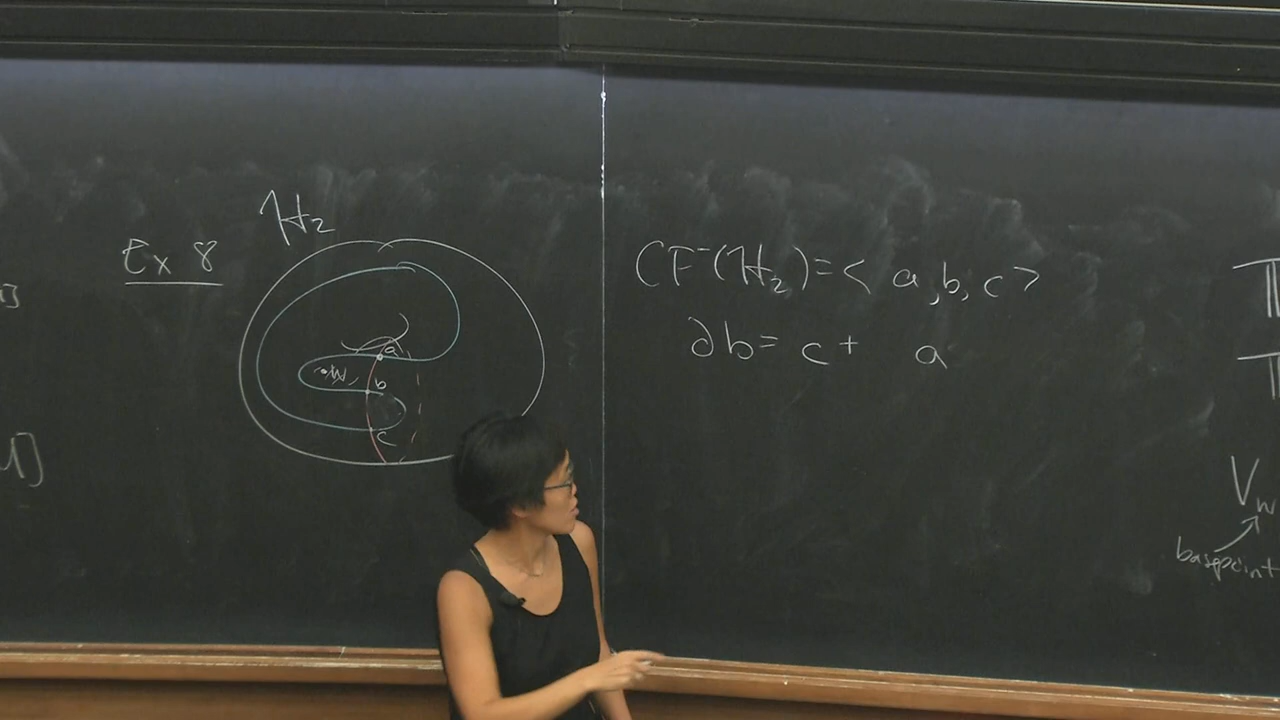 Ex 8
ℋ₂
a
w
b
c
CF⁻(ℋ₂)=< a,b,c>
∂b= c+ a
V_w
basepoint